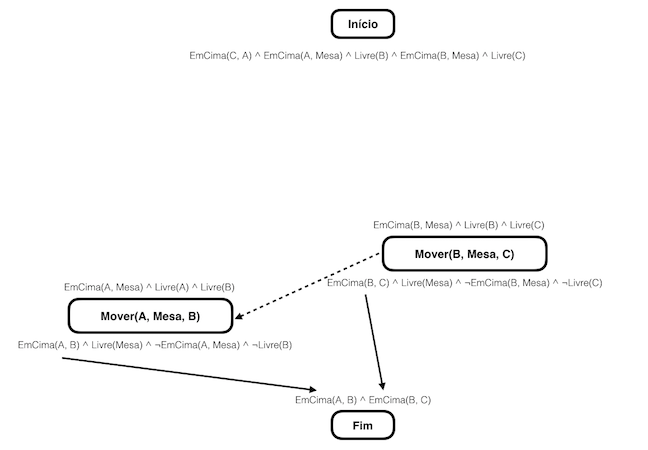 Início
EmCima(C, A) ^ EmCima(A, Mesa) ^ Livre(B) ^ EmCima(B, Mesa) ^ Livre(C)
EmCima(B, Mesa) ^ Livre(B) ^ Livre(C)
Mover(B, Mesa, C)
EmCima(B, C) ^ Livre(Mesa) ^ ¬EmCima(B, Mesa) ^ ¬Livre(C)
EmCima(A, Mesa) ^ Livre(A) ^ Livre(B)
Mover(A, Mesa, B)
EmCima(A, B) ^ Livre(Mesa) ^ ¬EmCima(A, Mesa) ^ ¬Livre(B)
EmCima(A, B) ^ EmCima(B, C)
Fim